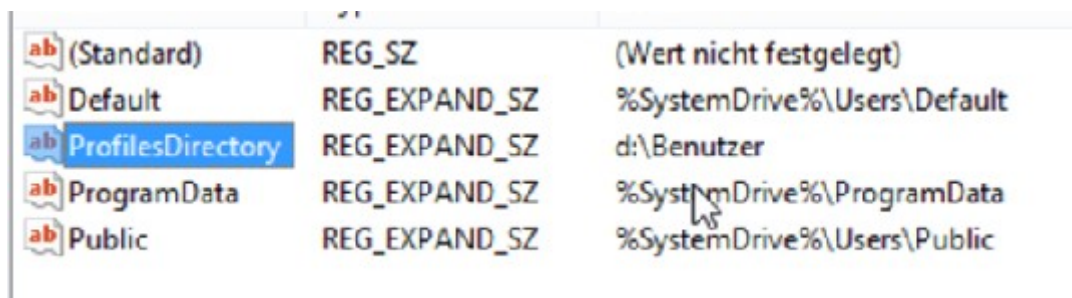 (Standard) REG_SZ (Wert nicht festgelegt)
Default REG_EXPAND_SZ %SystemDrive%\Users\Default
ProfilesDirectory REG_EXPAND_SZ d:\Benutzer
ProgramData REG_EXPAND_SZ %SystemDrive%\ProgramData
Public REG_EXPAND_SZ %SystemDrive%\Users\Public